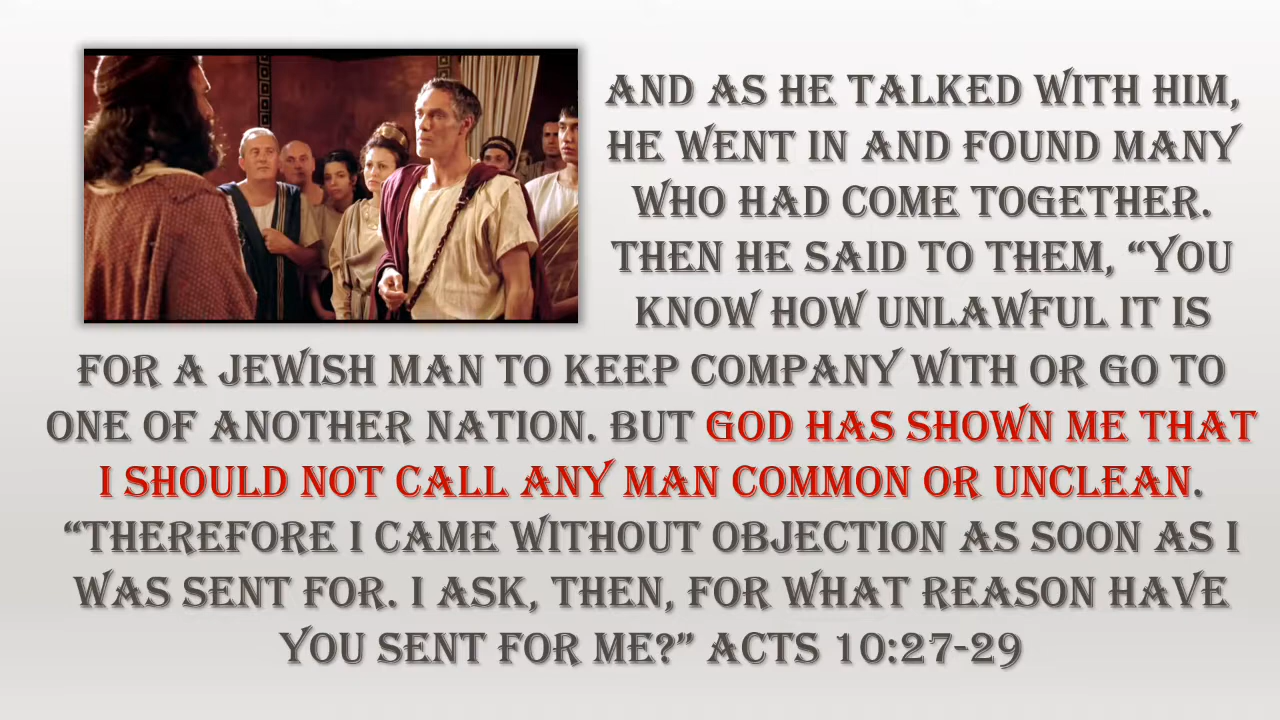 AND AS HE TALKED WITH HIM,
HE WENT IN AND FOUND MANY
WHO HAD COME TOGETHER.
THEN HE SAID TO THEM, “YOU
KNOW HOW UNLAWFUL IT IS
FOR A JEWISH MAN TO KEEP COMPANY WITH OR GO TO
ONE OF ANOTHER NATION. BUT GOD HAS SHOWN ME THAT
I SHOULD NOT CALL ANY MAN COMMON OR UNCLEAN.
“THEREFORE I CAME WITHOUT OBJECTION AS SOON AS I
WAS SENT FOR. I ASK, THEN, FOR WHAT REASON HAVE
YOU SENT FOR ME?” ACTS 10:27-29